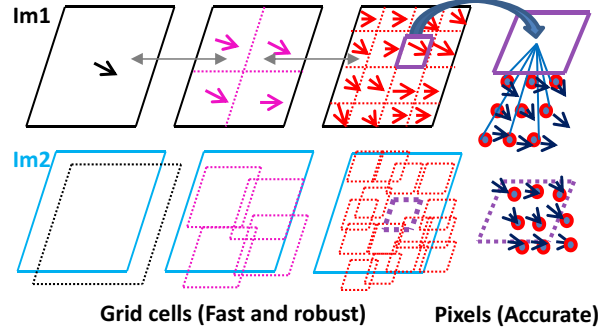 Im1
Im2
Grid cells (Fast and robust)
Pixels (Accurate)